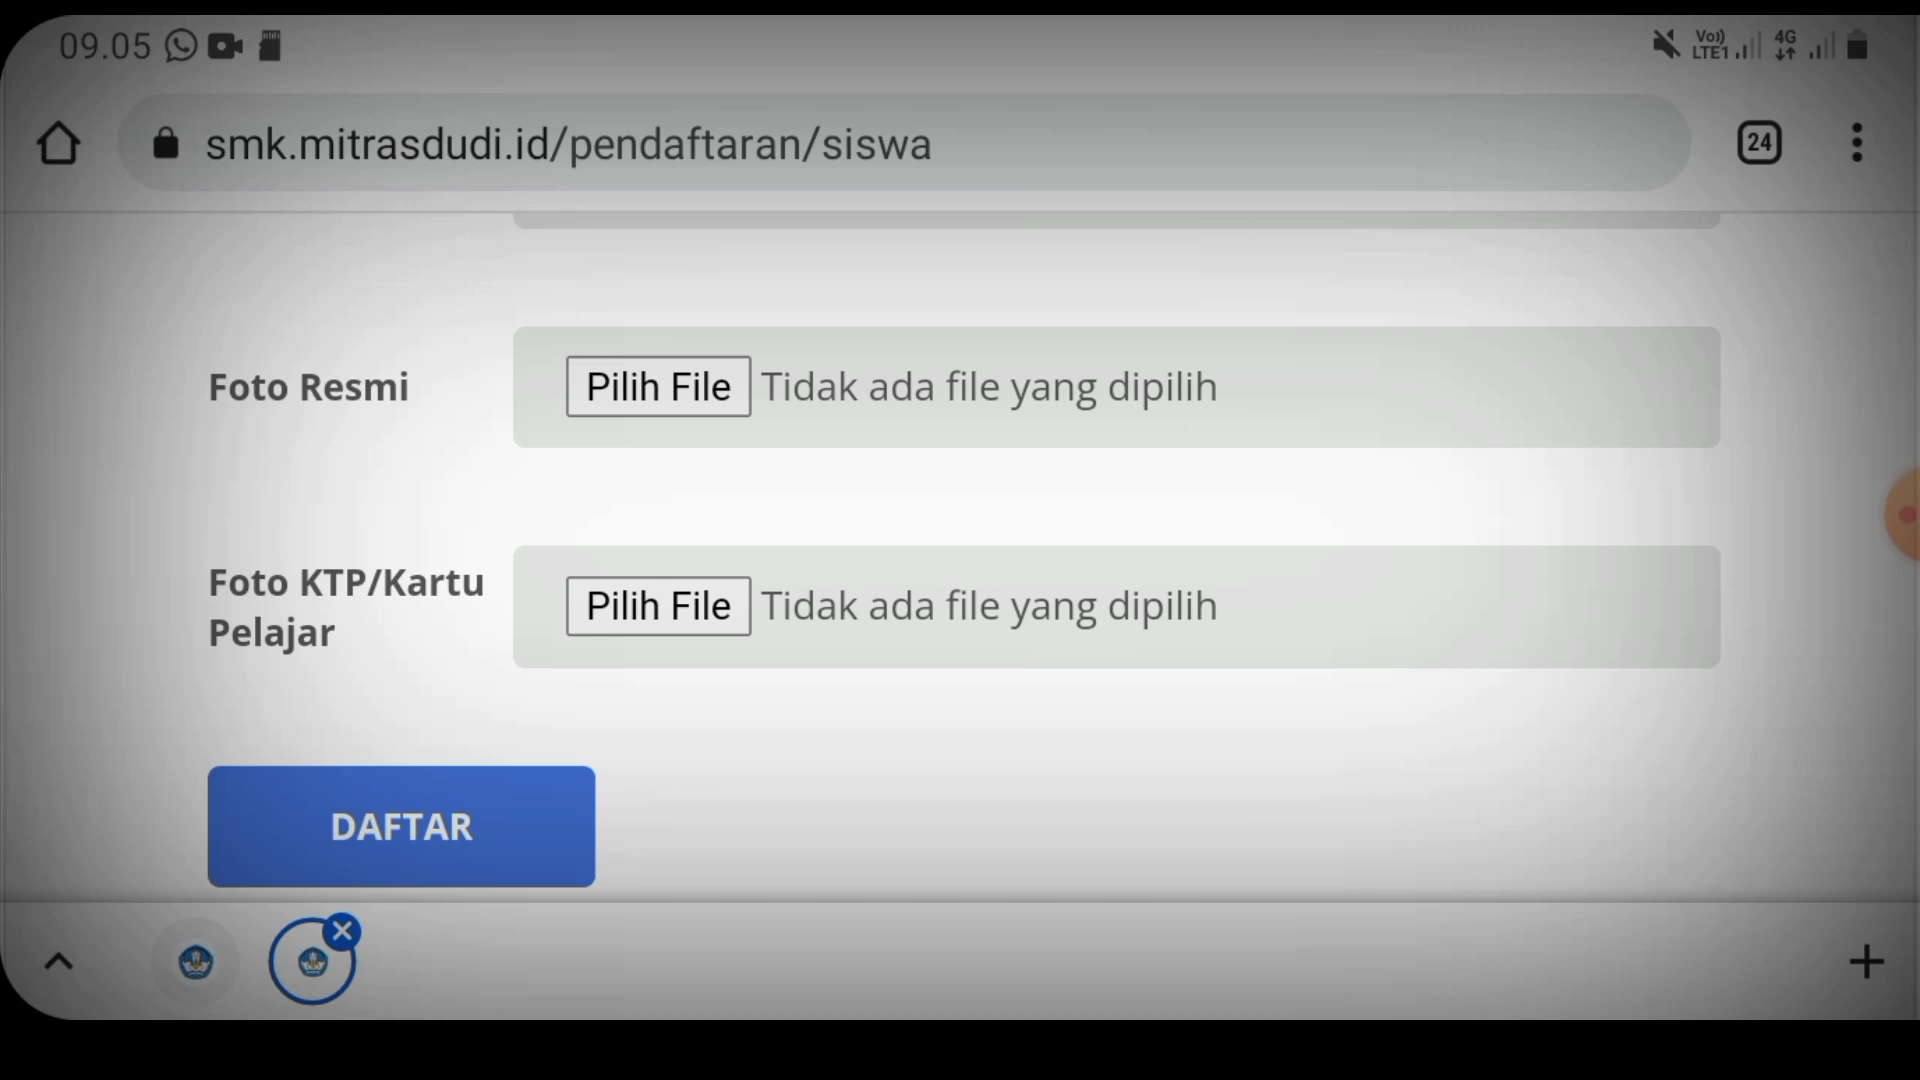 09.05
Vo))
LTE1
4G
smk.mitrasdudi.id/pendaftaran/siswa
24
Foto Resmi
Pilih File Tidak ada file yang dipilih
Foto KTP/Kartu
Pelajar
Pilih File Tidak ada file yang dipilih
DAFTAR